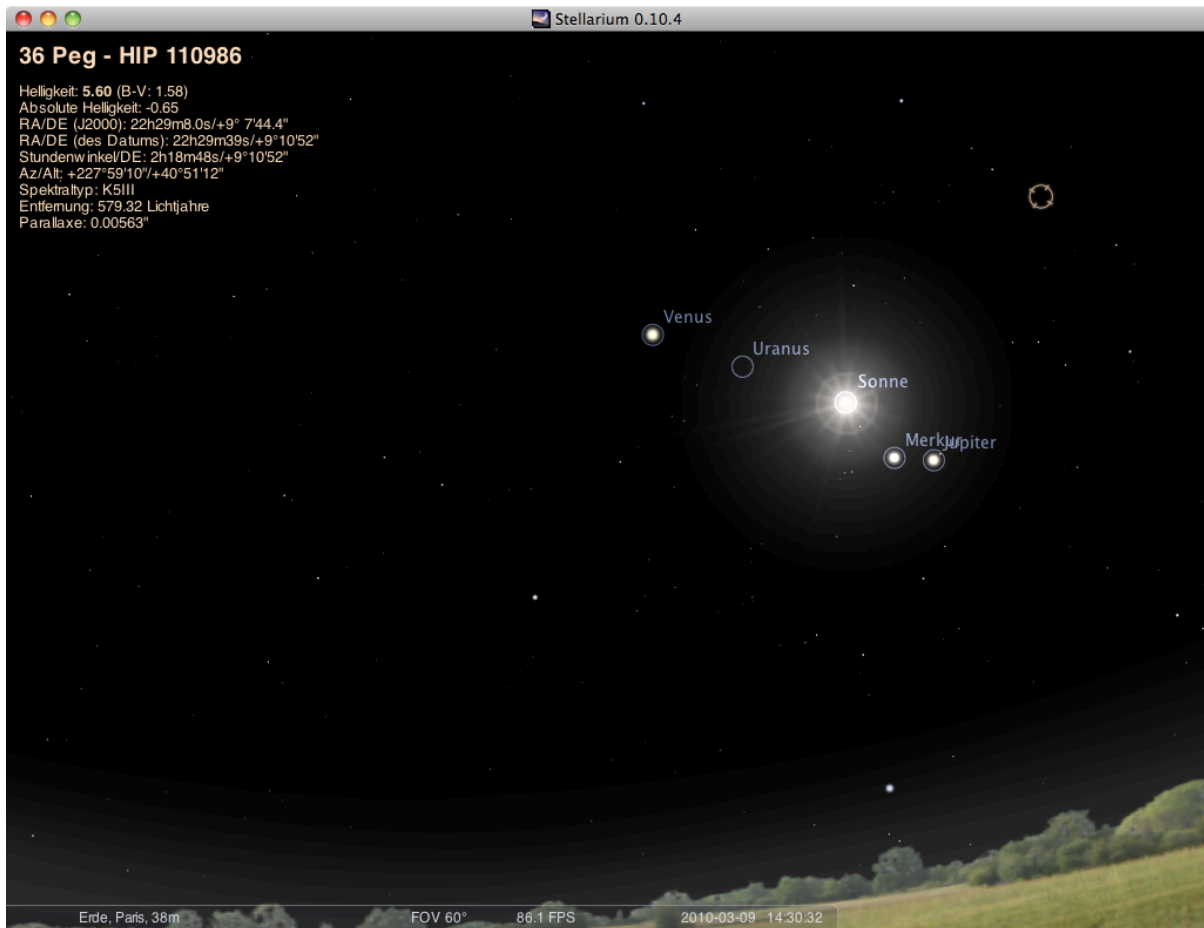 Stellarium 0.10.4
36 Peg - HIP 110986
Helligkeit: 5.60 (B-V: 1.58)
Absolute Helligkeit: -0.65
RA/DE (J2000): 22h29m8.0s/+9° 7'44.4"
RA/DE (des Datums): 22h29m39s/+9°10'52"
Stundenwinkel/DE: 2h18m48s/+9°10'52"
Az/Alt: +227°59'10"/+40°51'12"
Spektraltyp: K5III
Entfernung: 579.32 Lichtjahre
Parallaxe: 0.00563"
Venus
Uranus
Sonne
Merkur
Jupiter
Erde, Paris, 38m FOV 60° 86.1 FPS 2010-03-09 14:30:32